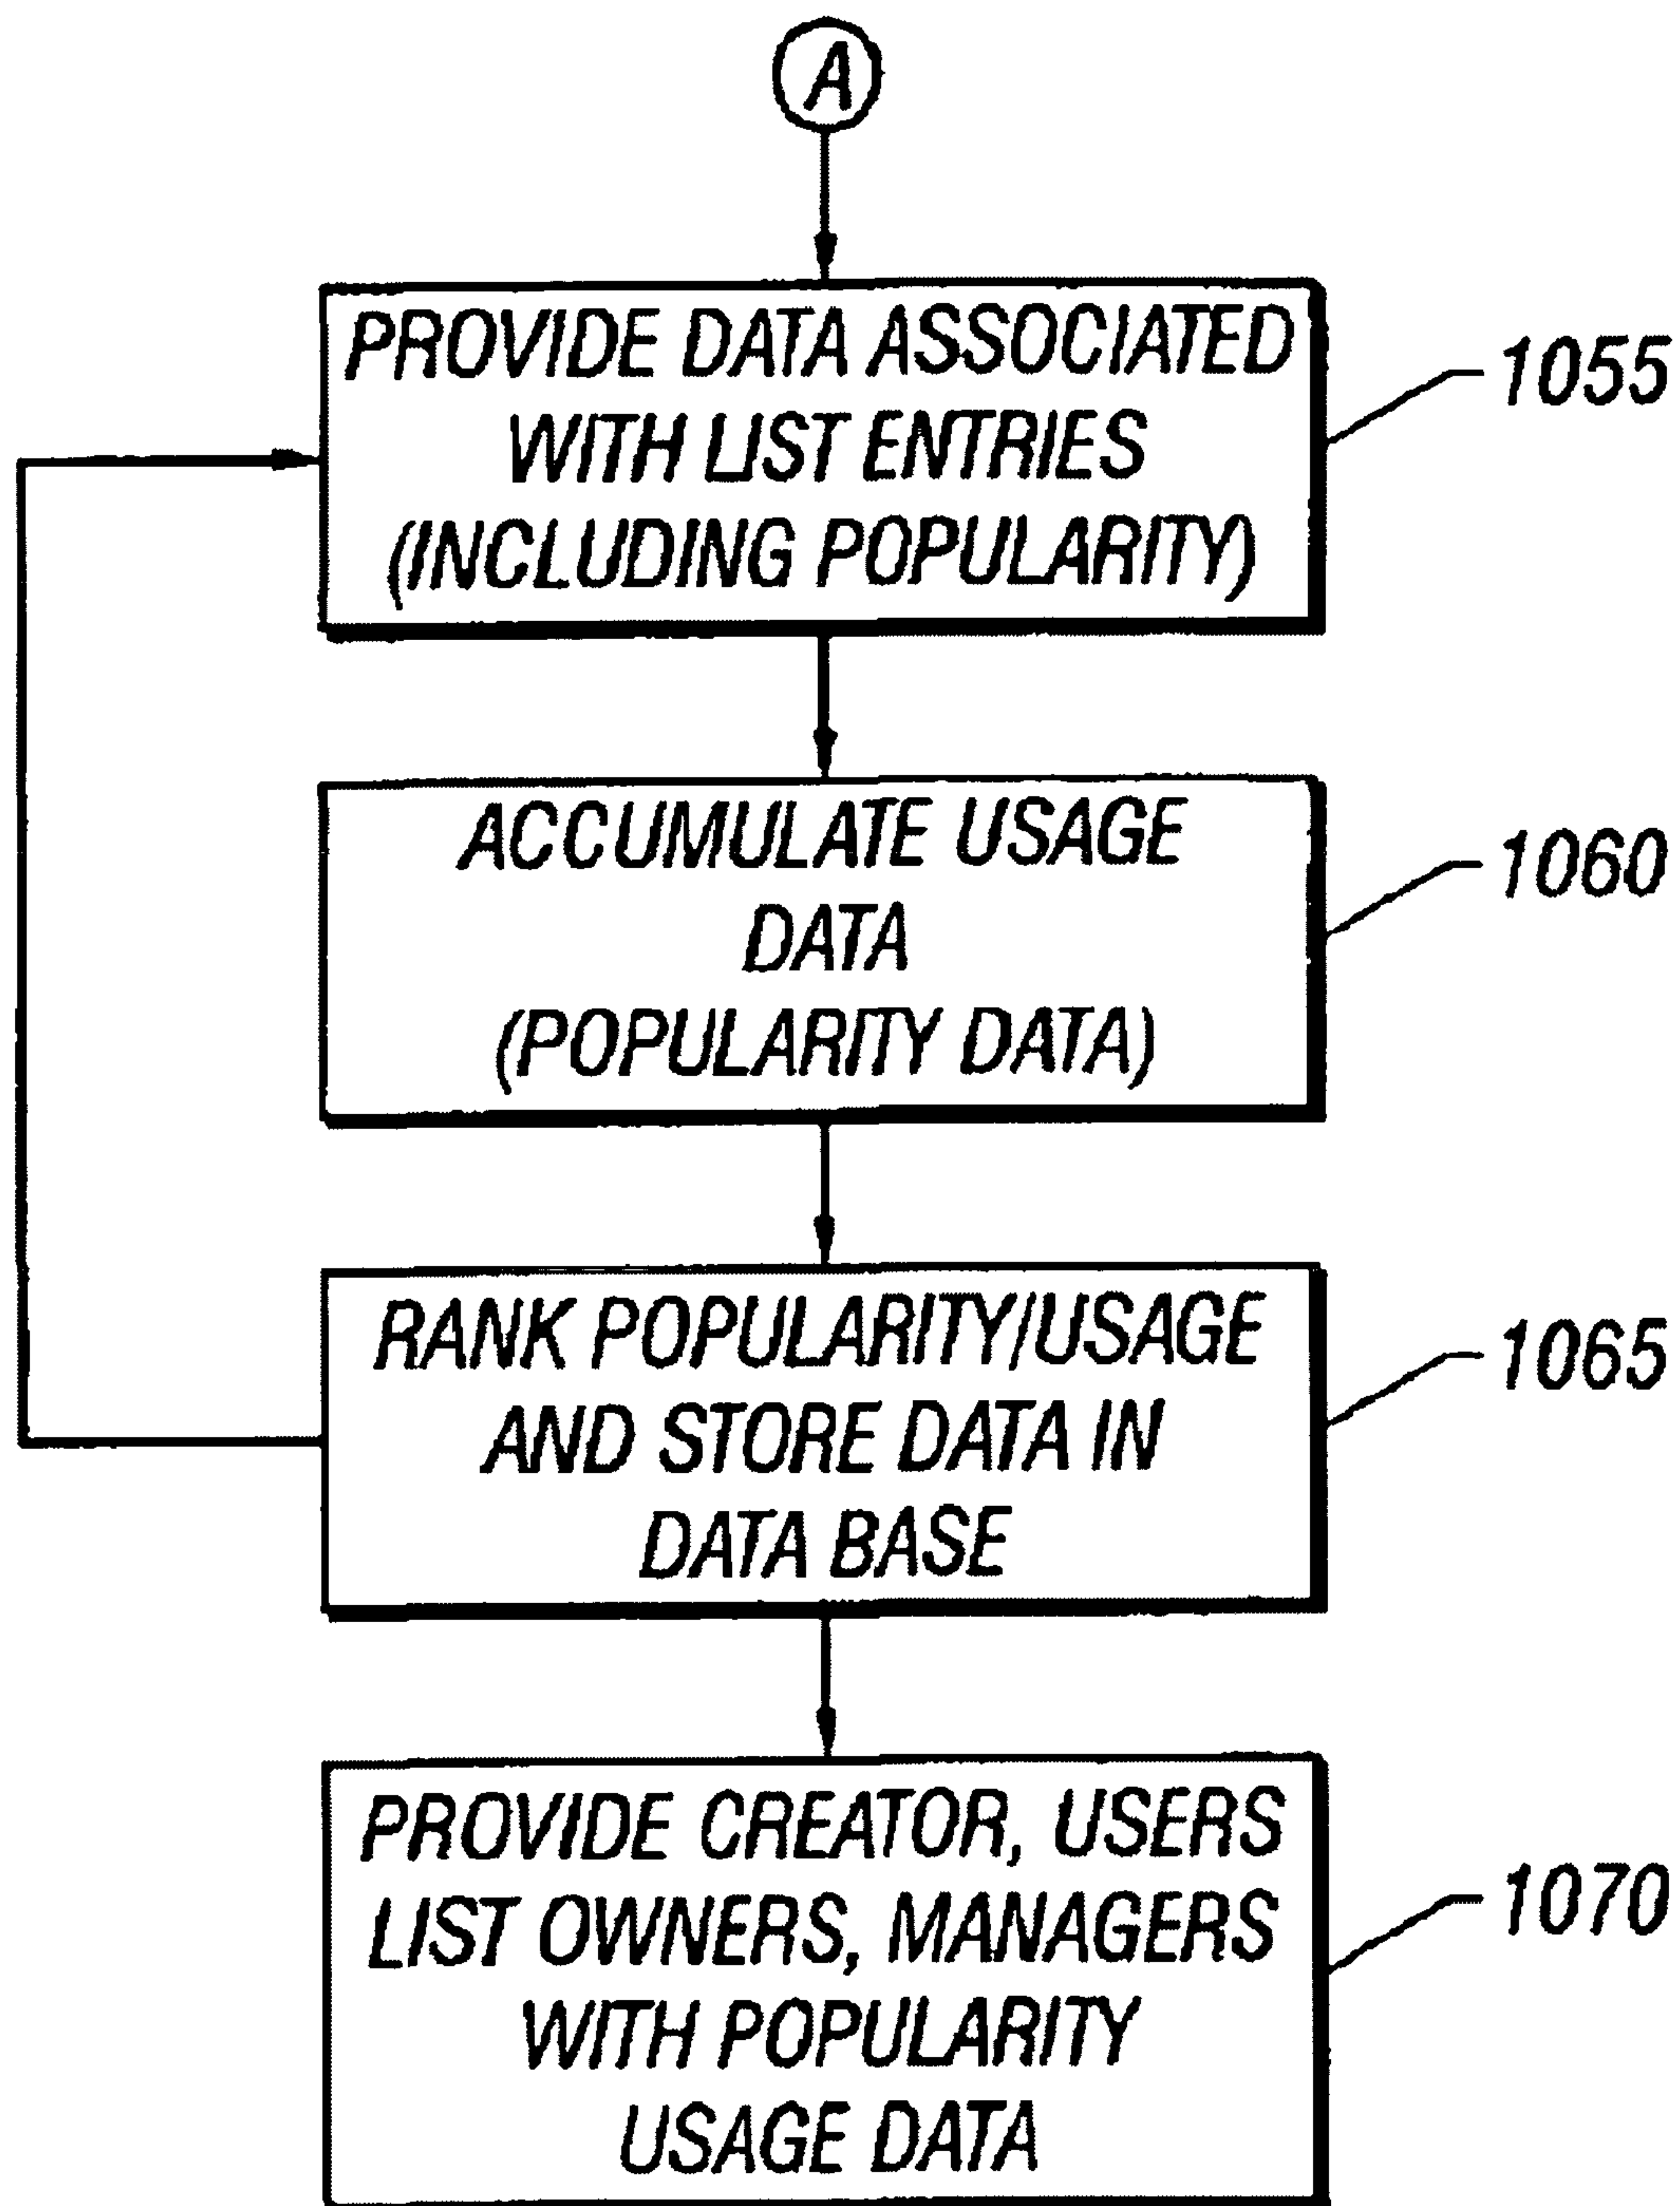 A
PROVIDE DATA ASSOCIATED
WITH LIST ENTRIES
(INCLUDING POPULARITY)
1055
ACCUMULATE USAGE
DATA
(POPULARITY DATA)
1060
RANK POPULARITY/USAGE
AND STORE DATA IN
DATA BASE
1065
PROVIDE CREATOR, USERS
LIST OWNERS, MANAGERS
WITH POPULARITY
USAGE DATA
1070